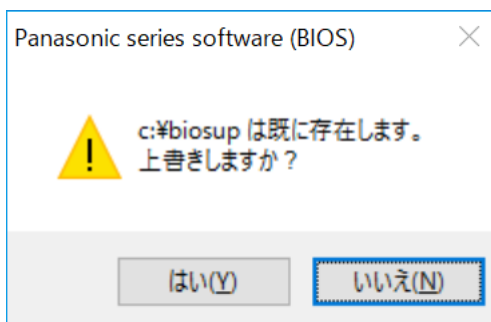 Panasonic series software (BIOS)
c:¥biosup は既に存在します。
上書きしますか？
はい(Y)
いいえ(N)